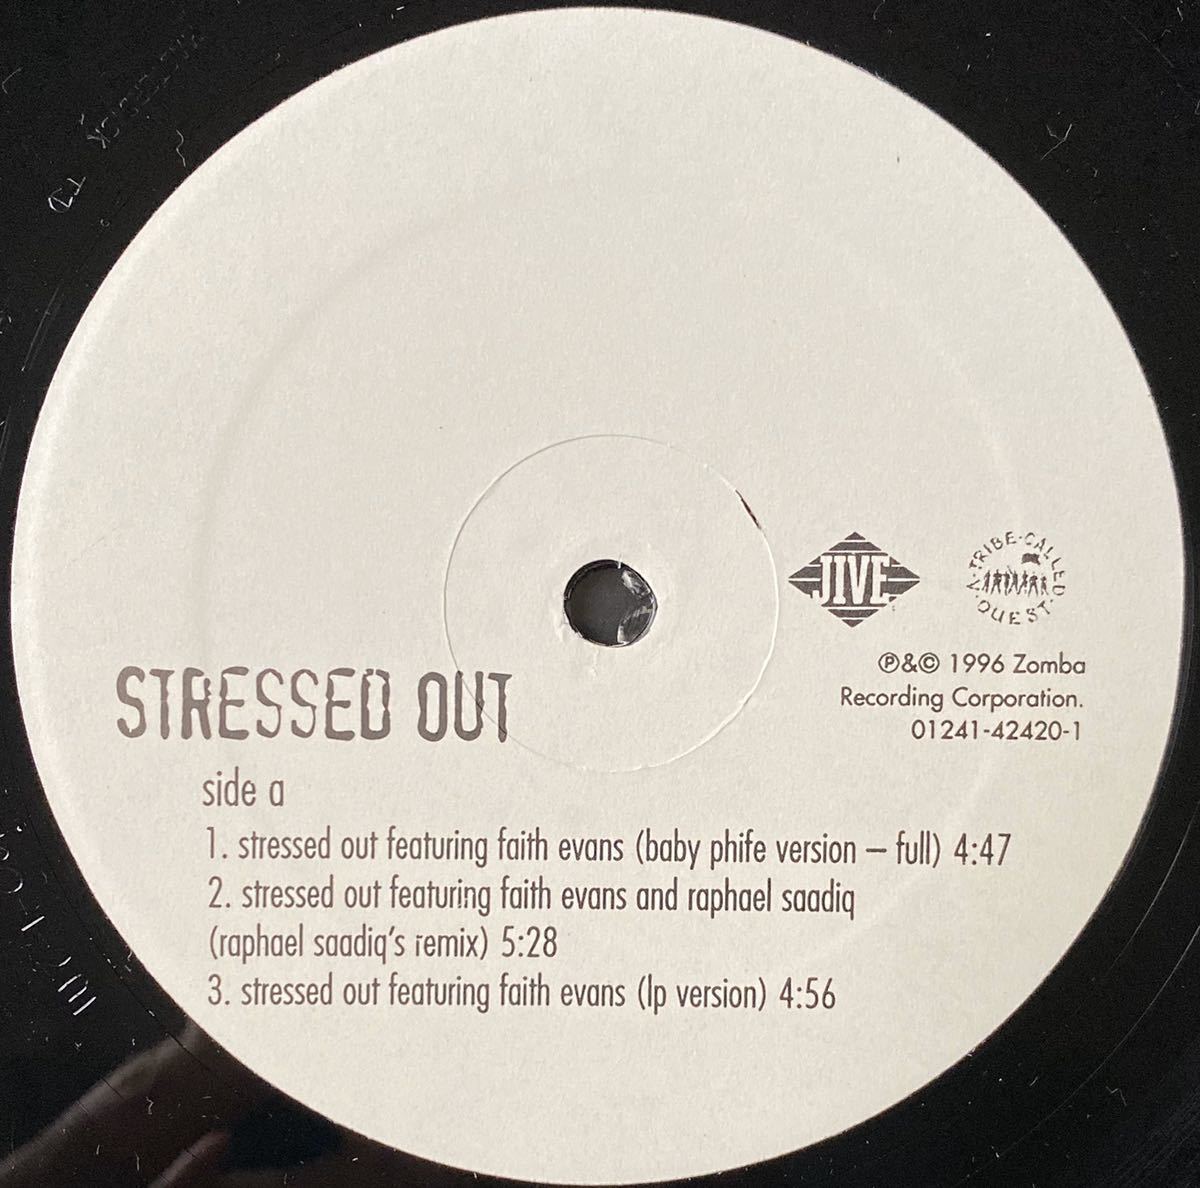 JIVE
A·TRIBE·CALLED
QUEST·
STRESSED OUT
℗&© 1996 Zomba
Recording Corporation.
01241-42420-1
side a
1. stressed out featuring faith evans (baby phife version – full) 4:47
2. stressed out featuring faith evans and raphael saadiq
(raphael saadiq's remix) 5:28
3. stressed out featuring faith evans (lp version) 4:56